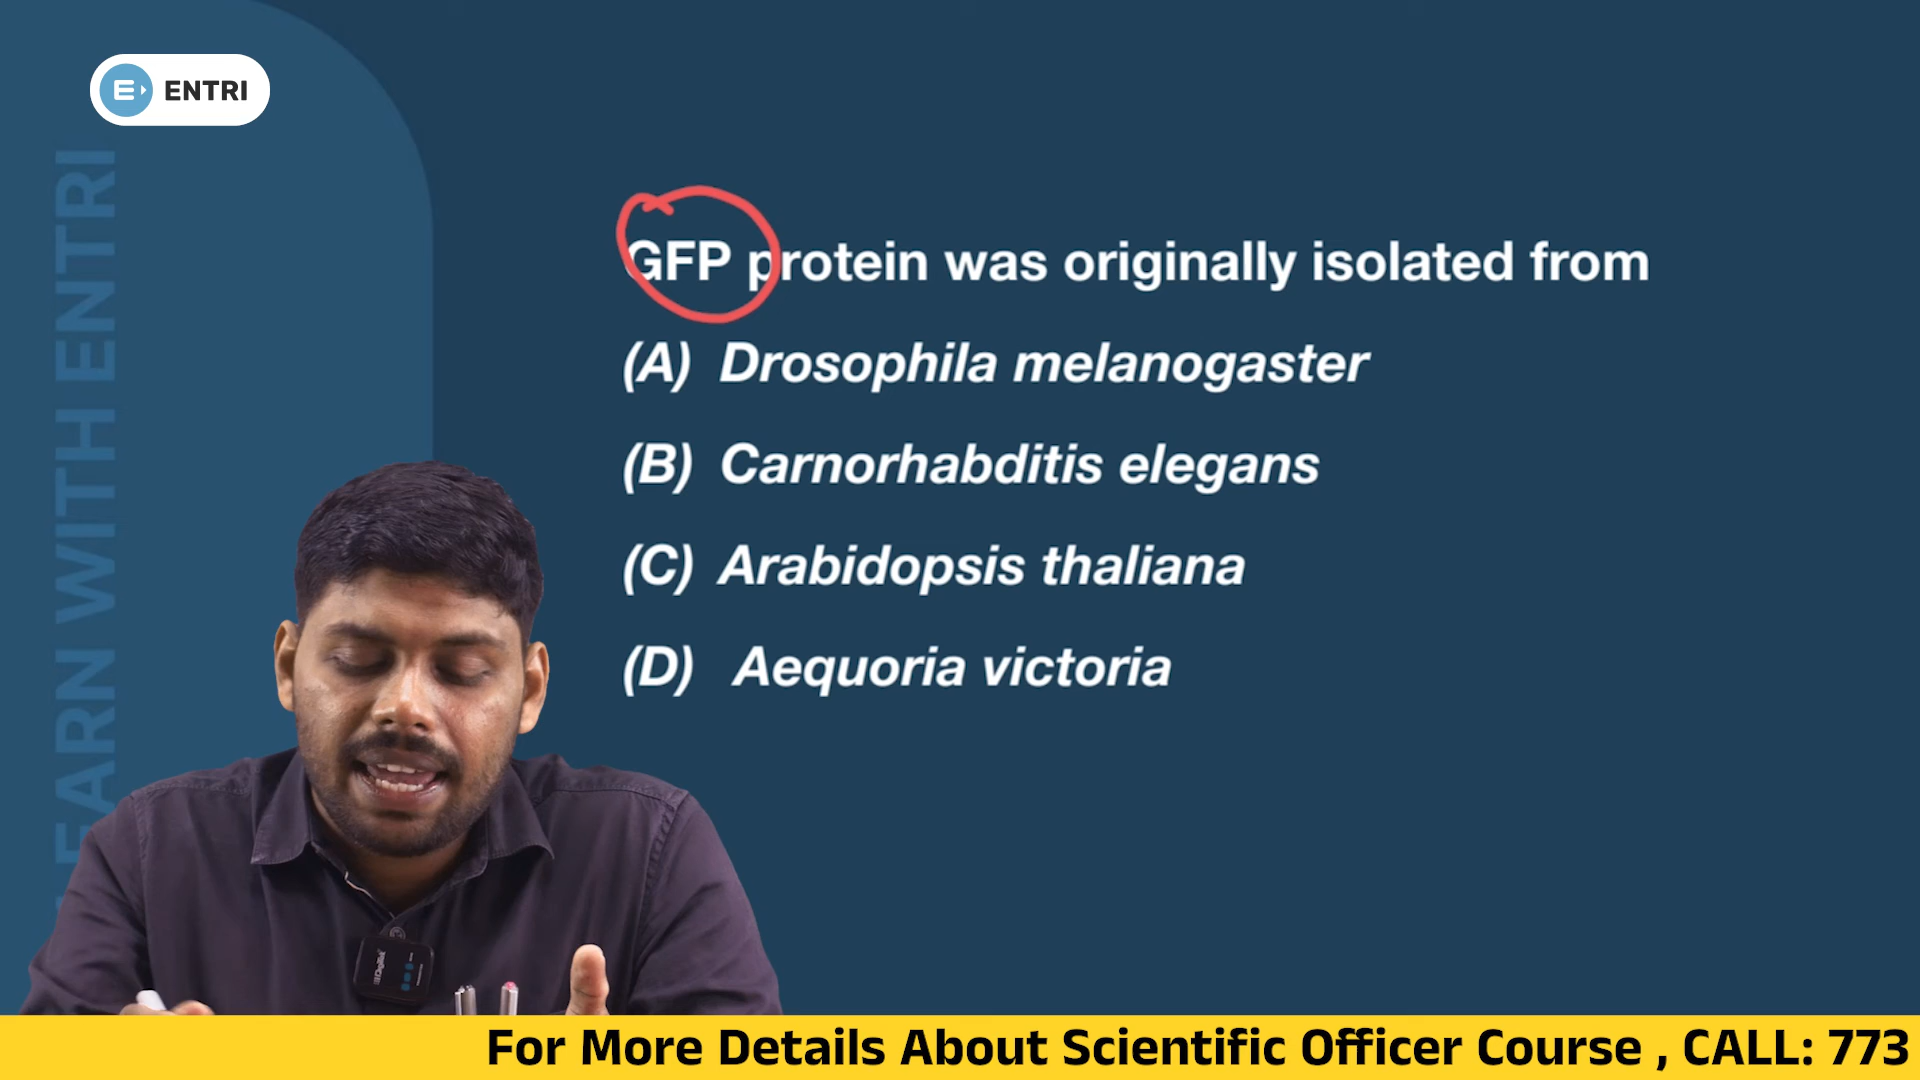 ENTRI
LEARN WITH ENTRI
GFP protein was originally isolated from
(A) Drosophila melanogaster
(B) Carnorhabditis elegans
(C) Arabidopsis thaliana
(D) Aequoria victoria
For More Details About Scientific Officer Course , CALL: 773